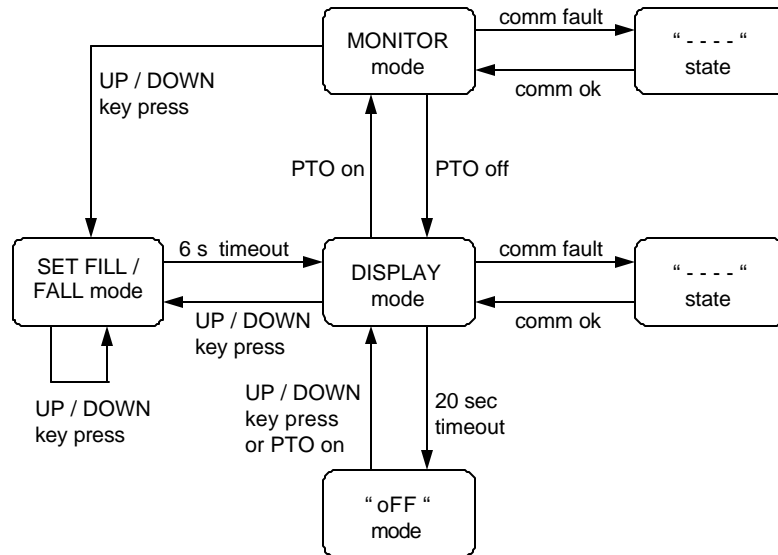 MONITOR
mode
comm fault
comm ok
“ - - - - “
state
UP / DOWN
key press
PTO on
PTO off
SET FILL /
FALL mode
6 s timeout
UP / DOWN
key press
DISPLAY
mode
comm fault
comm ok
“ - - - - “
state
UP / DOWN
key press
UP / DOWN
key press
or PTO on
20 sec
timeout
“ oFF “
mode